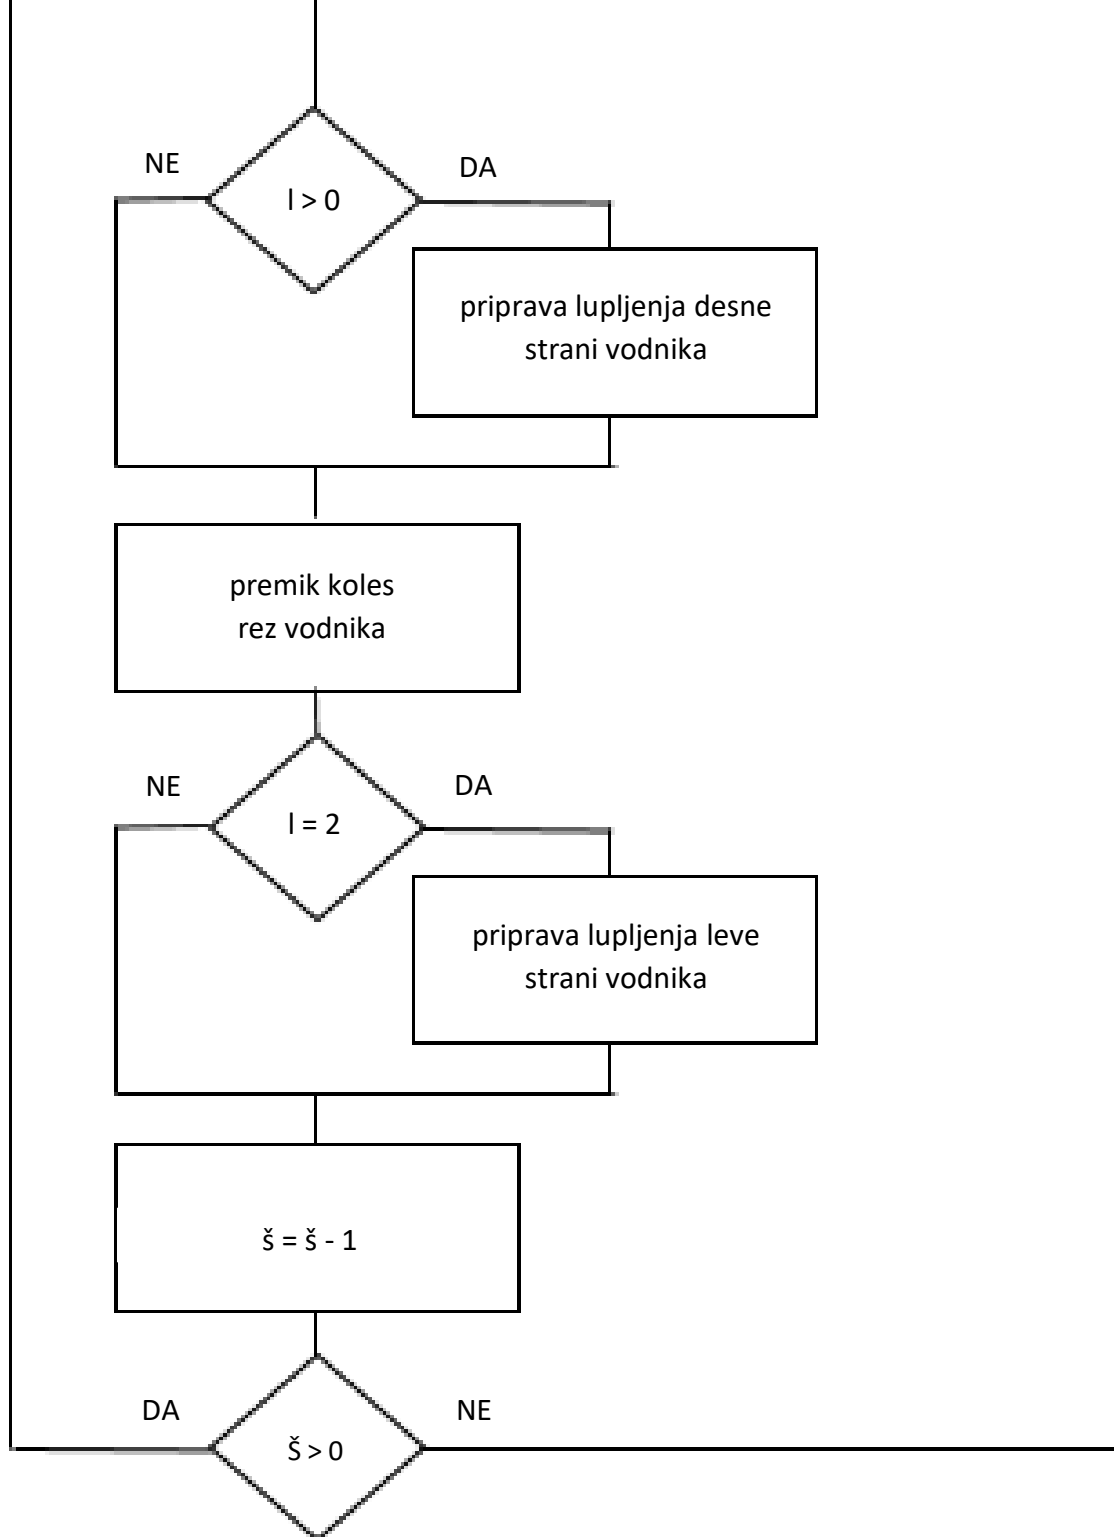 NE
DA
l > 0
priprava lupljenja desne
strani vodnika
premik koles
rez vodnika
NE
DA
l = 2
priprava lupljenja leve
strani vodnika
š = š - 1
DA
NE
Š > 0